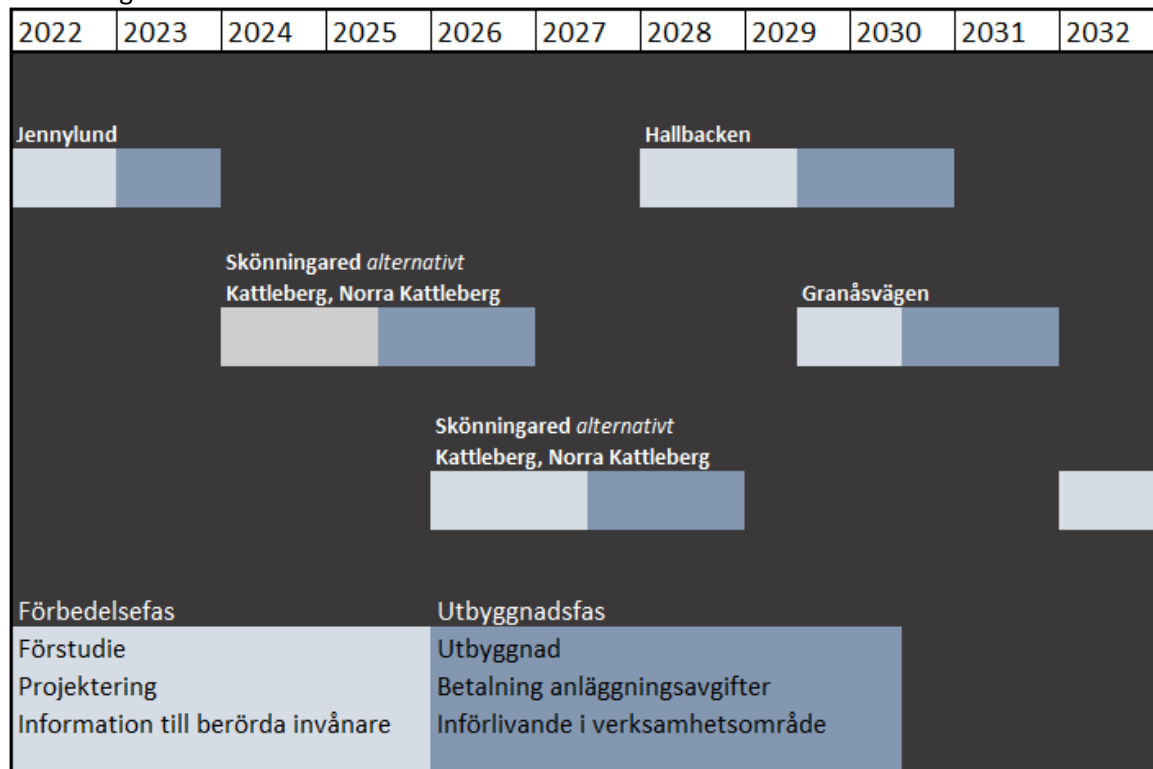 2022 2023 2024 2025 2026 2027 2028 2029 2030 2031 2032
Jennylund
Hallbacken
Skönningared alternativt
Kattleberg, Norra Kattleberg
Granåsvägen
Skönningared alternativt
Kattleberg, Norra Kattleberg
Förbedelsefas
Förstudie
Projektering
Information till berörda invånare
Utbyggnadsfas
Utbyggnad
Betalning anläggningsavgifter
Införlivande i verksamhetsområde